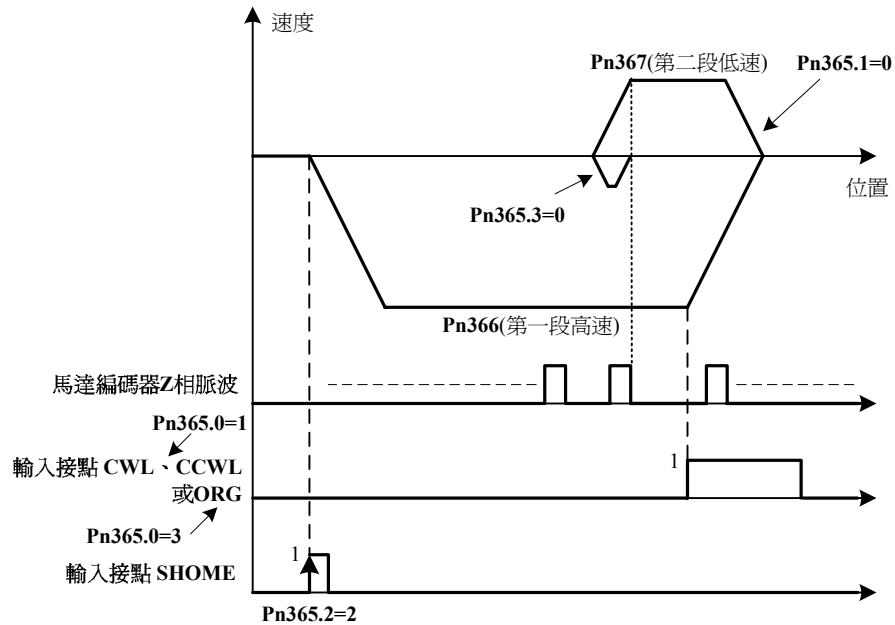 速度
Pn367(第二段低速)
Pn365.1=0
位置
Pn365.3=0
Pn366(第一段高速)
馬達編碼器Z相脈波
Pn365.0=1
輸入接點 CWL、CCWL
或ORG
1
Pn365.0=3
輸入接點 SHOME
1
Pn365.2=2